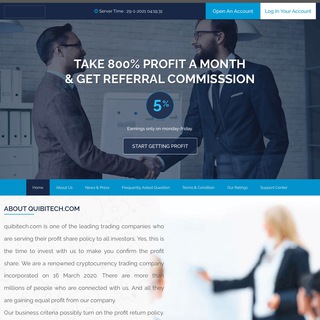 Server Time : 29-1-2021 04:19:32
Open An Account
Log In Your Account
TAKE 800% PROFIT A MONTH
& GET REFERRAL COMMISSSION
5%
Earnings only on monday-friday
START GETTING PROFIT
Home
About Us
News & Press
Frequently Asked Question
Terms & Condition
Our Ratings
Support Center
ABOUT QUIBITECH.COM
quibitech.com is one of the leading trading companies who
are serving their profit share policy to all investors. Yes, this is
the time to invest with us to make you confirm the profit
share. We are a renowned cryptocurrency trading company
incorporated on 16 March 2020. There are more than
millions of people who are connected with us. And all they
are gaining equal profit from our company.
Our business criteria possibly turn on the profit return policy.